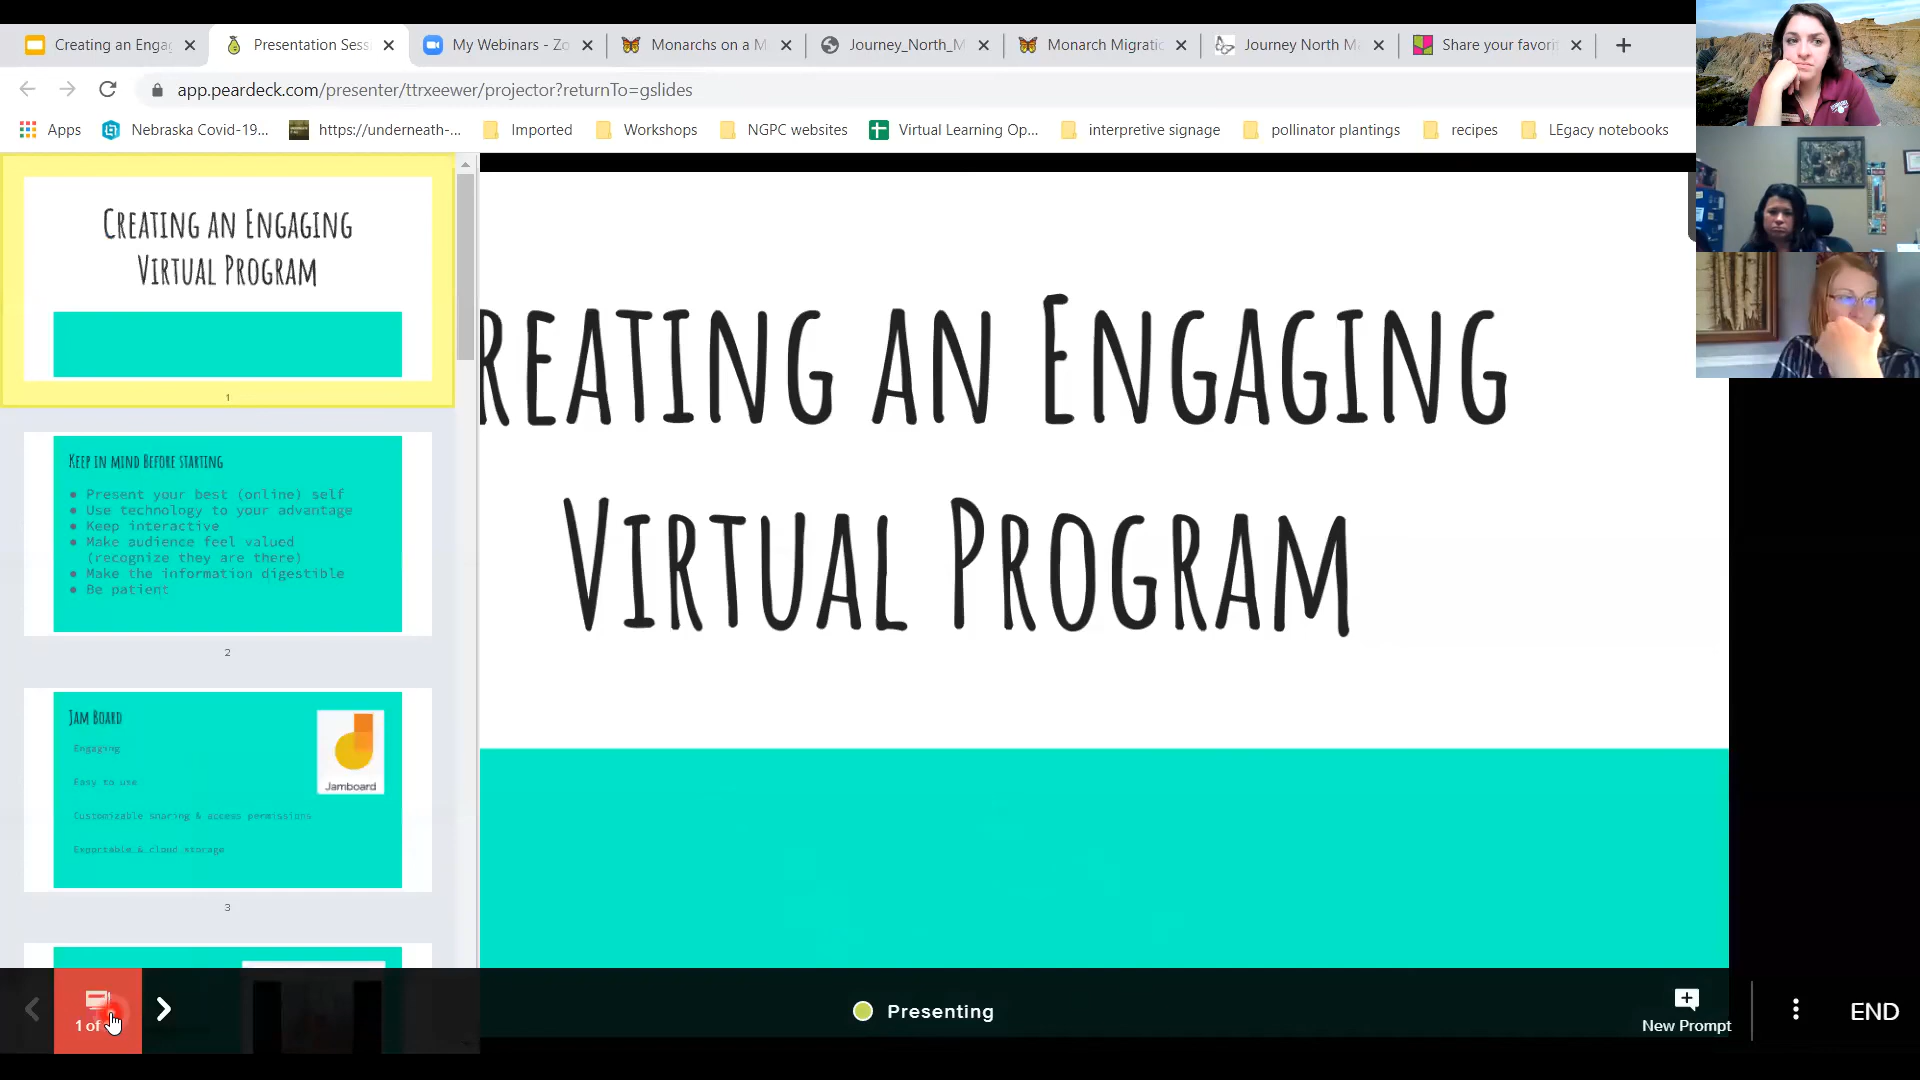 Creating an Enga
Presentation Sess
My Webinars - Zo
Monarchs on a M
Journey_North_M
Monarch Migratio
Journey North Ma
Share your favori
app.peardeck.com/presenter/ttrxeewer/projector?returnTo=gslides
Apps
Nebraska Covid-19...
https://underneath-...
Imported
Workshops
NGPC websites
Virtual Learning Op...
interpretive signage
pollinator plantings
recipes
LEgacy notebooks
Creating an Engaging
Virtual Program
1
Keep in mind Before starting
● Present your best (online) self
● Use technology to your advantage
● Keep interactive
● Make audience feel valued
(recognize they are there)
● Make the information digestible
● Be patient
2
Jam Board
Engaging
Easy to use
Customizable sharing & access permissions
Exportable & cloud storage
Jamboard
3
reating an Engaging
Virtual Program
1 of
Presenting
New Prompt
END